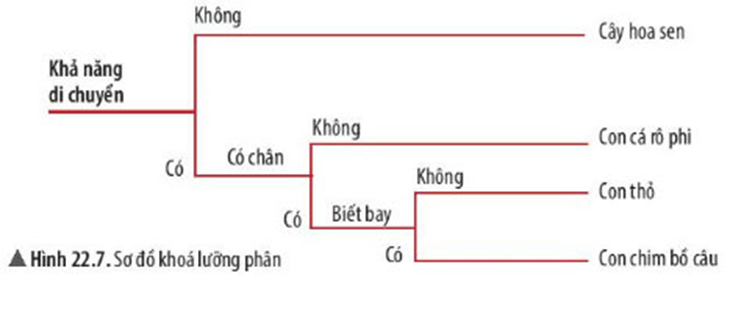 Không
Cây hoa sen
Khả năng
di chuyển
Không
Con cá rô phi
Có
Có chân
Không
Con thỏ
Có
Biết bay
Có
Con chim bồ câu
▲ Hình 22.7. Sơ đồ khoá lưỡng phân